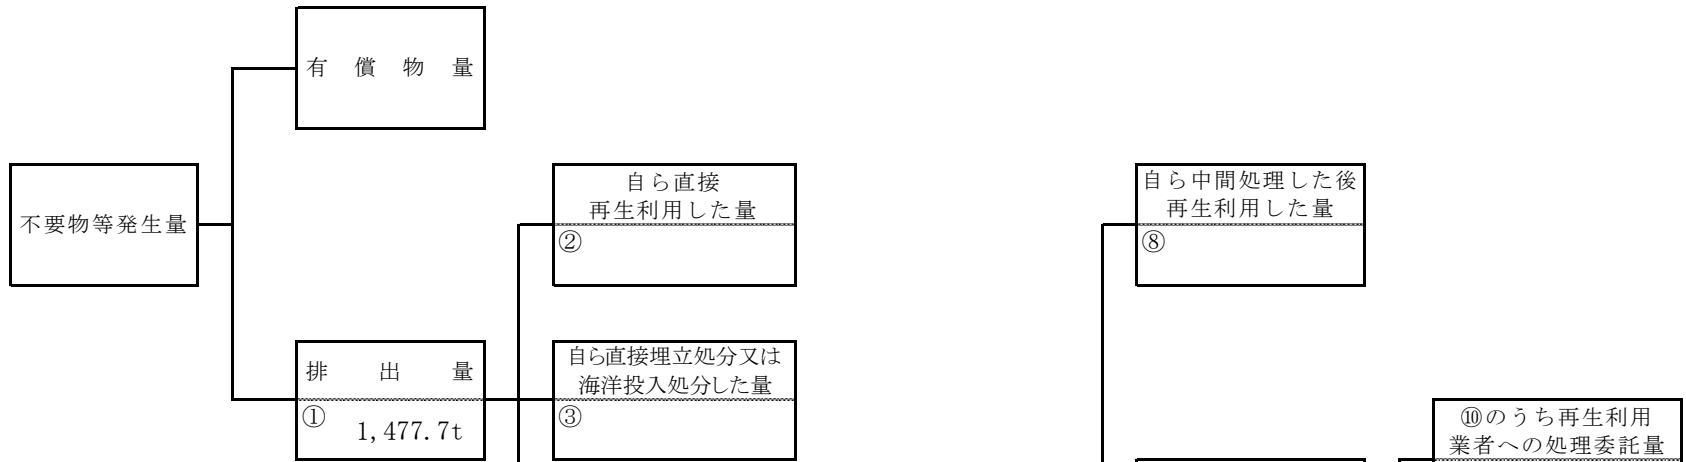 有償物量
自ら直接
再生利用した量
②
自ら中間処理した後
再生利用した量
⑧
不要物等発生量
排出量
①
1,477.7t
自ら直接埋立処分又は
海洋投入処分した量
③
⑩のうち再生利用
業者への処理委託量